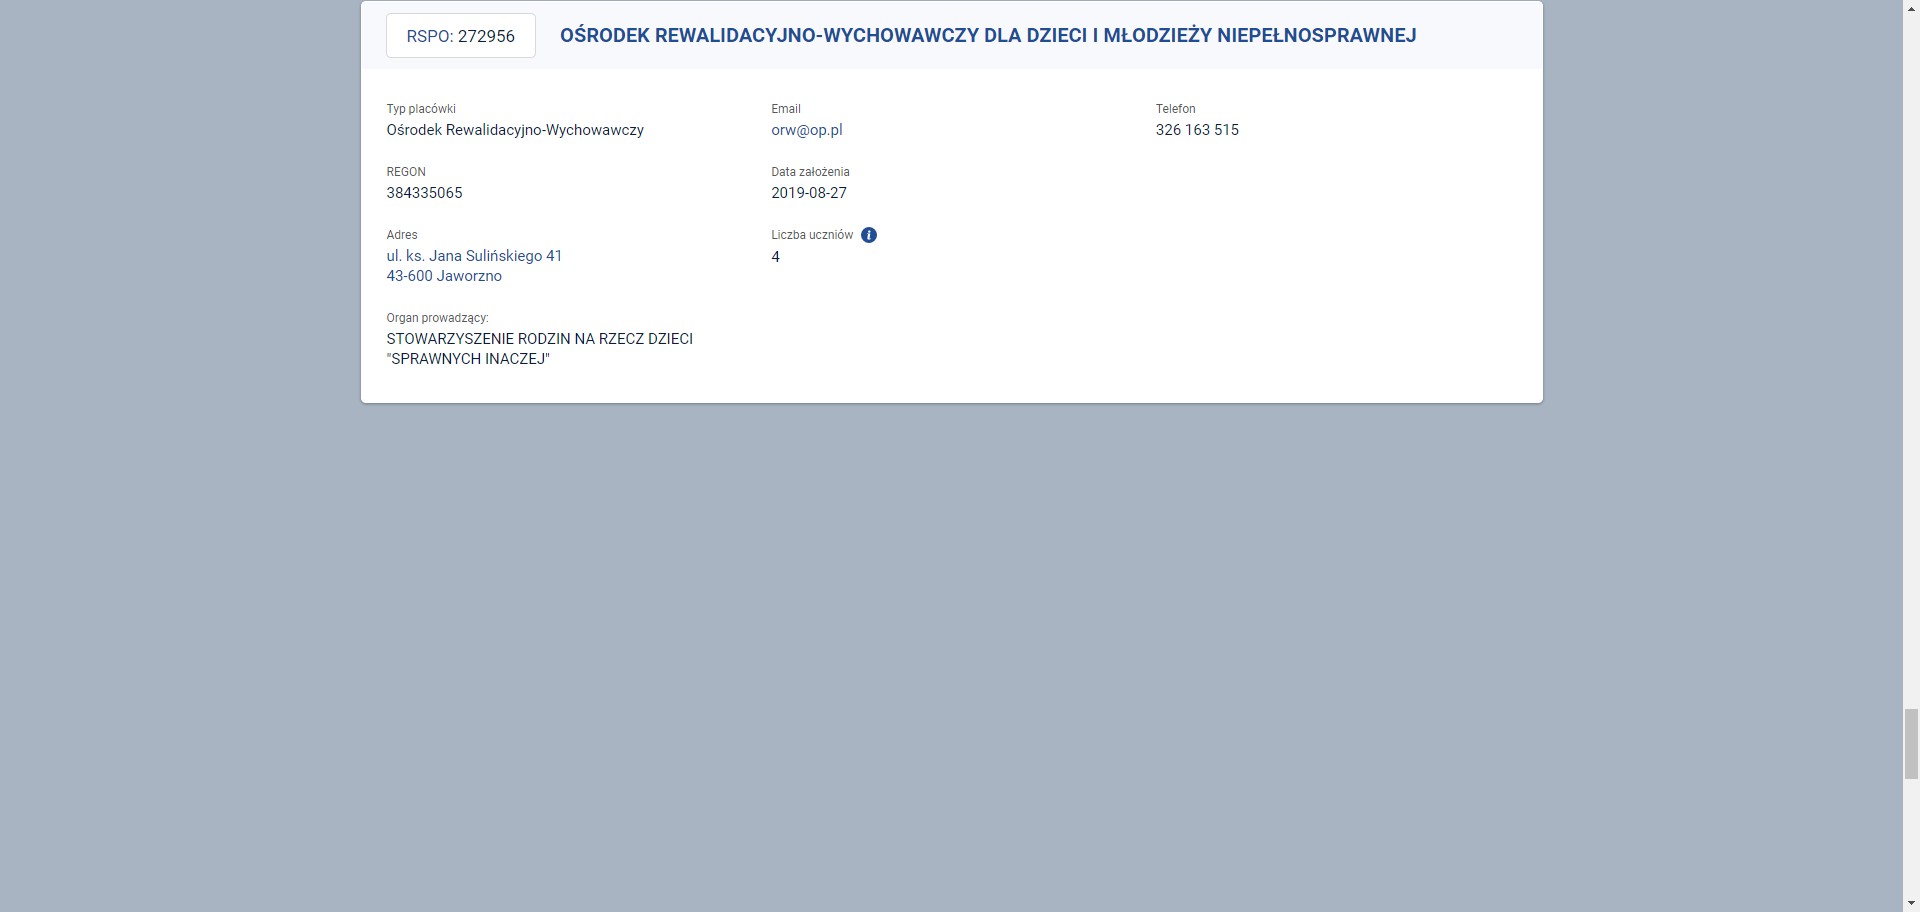 RSPO: 272956
OŚRODEK REWALIDACYJNO-WYCHOWAWCZY DLA DZIECI I MŁODZIEŻY NIEPEŁNOSPRAWNEJ
Typ placówki
Ośrodek Rewalidacyjno-Wychowawczy
Email
orw@op.pl
Telefon
326 163 515
REGON
384335065
Data założenia
2019-08-27
Adres
ul. ks. Jana Sulińskiego 41
43-600 Jaworzno
Liczba uczniów
4
Organ prowadzący:
STOWARZYSZENIE RODZIN NA RZECZ DZIECI
"SPRAWNYCH INACZEJ"